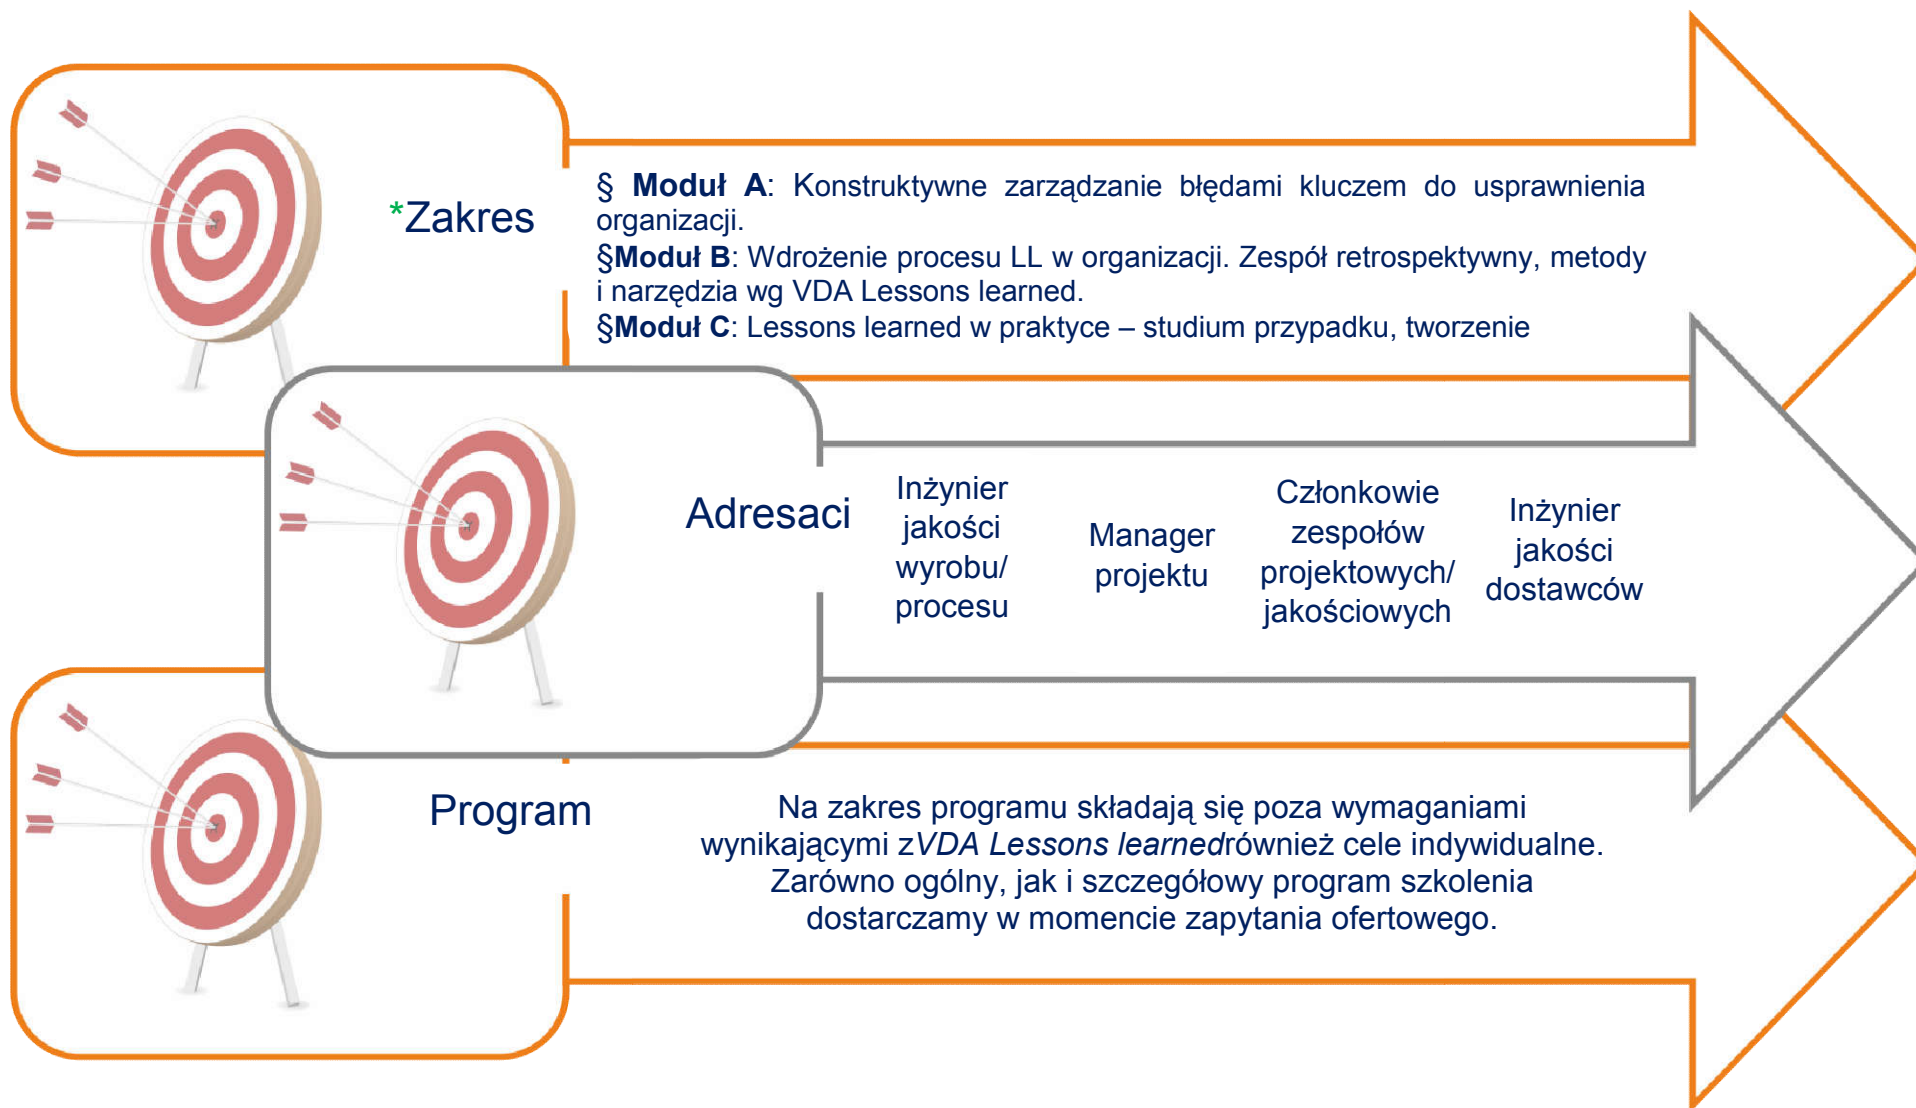 *Zakres
§ Moduł A: Konstruktywne zarządzanie błędami kluczem do usprawnienia
organizacji.
§Moduł B: Wdrożenie procesu LL w organizacji. Zespół retrospektywny, metody
i narzędzia wg VDA Lessons learned.
§Moduł C: Lessons learned w praktyce – studium przypadku, tworzenie
Adresaci
Inżynier
jakości
wyrobu/
procesu
Manager
projektu
Członkowie
zespołów
projektowych/
jakościowych
Inżynier
jakości
dostawców
Program
Na zakres programu składają się poza wymaganiami
wynikającymi zVDA Lessons learnedrównież cele indywidualne.
Zarówno ogólny, jak i szczegółowy program szkolenia
dostarczamy w momencie zapytania ofertowego.